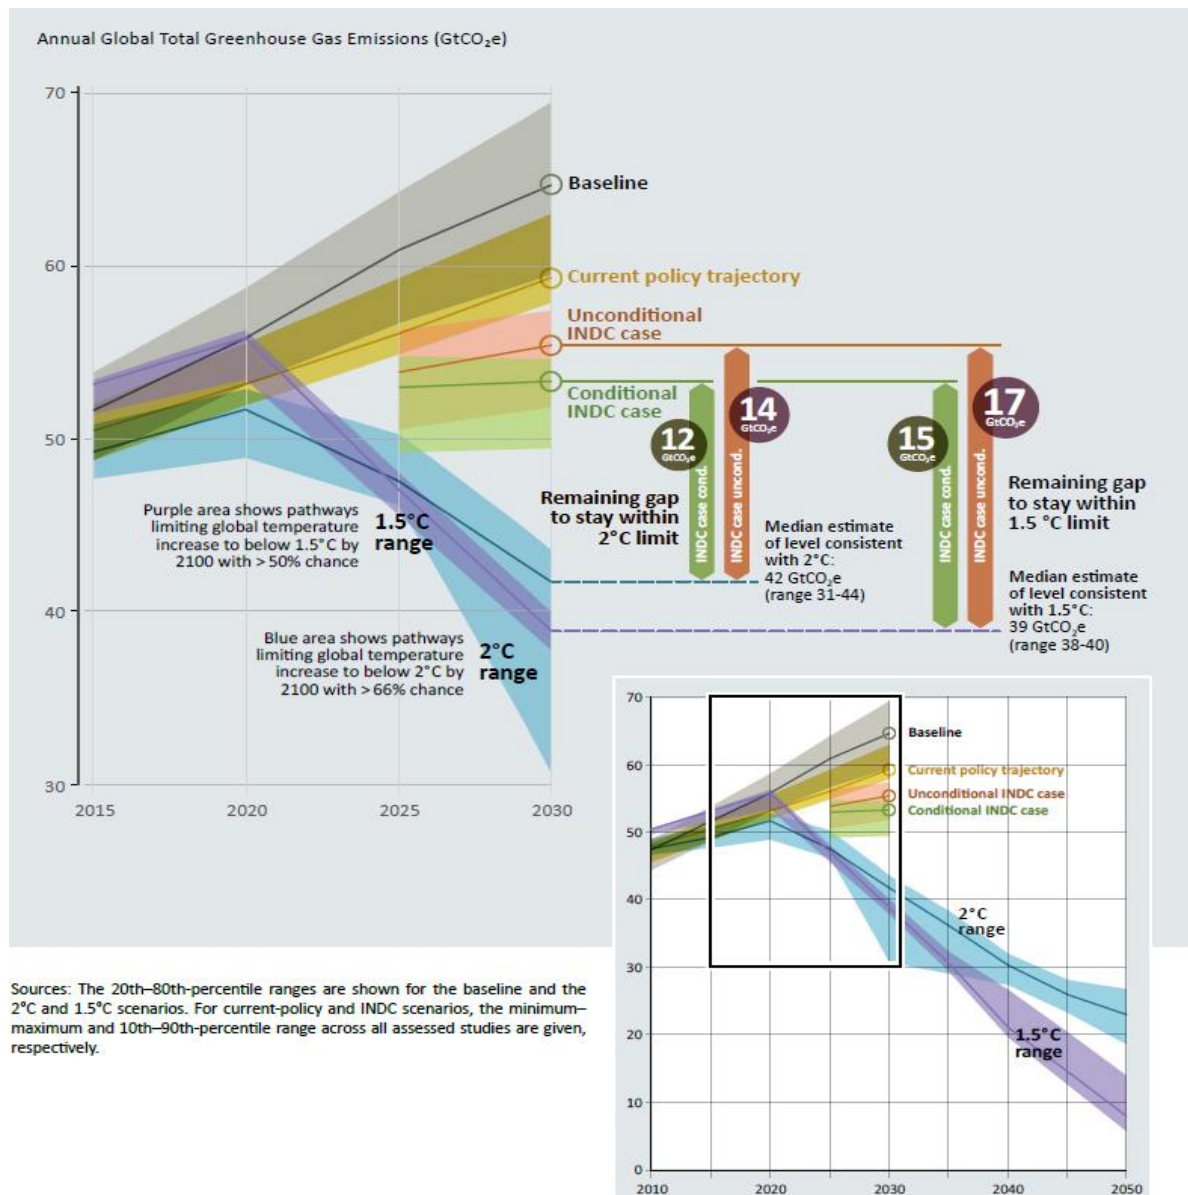 Annual Global Total Greenhouse Gas Emissions (GtCO₂e)
70
60
50
40
30
2015
2020
2025
2030
Baseline
Current policy trajectory
Unconditional
INDC case
Conditional
INDC case
12
GtCO₂e
14
GtCO₂e
15
GtCO₂e
17
GtCO₂e
INDC case cond.
INDC case uncond.
INDC case cond.
INDC case uncond.
Remaining gap
to stay within
2°C limit
Remaining gap
to stay within
1.5 °C limit
Median estimate
of level consistent
with 2°C:
42 GtCO₂e
(range 31-44)
Median estimate
of level consistent
with 1.5°C:
39 GtCO₂e
(range 38-40)
Purple area shows pathways
limiting global temperature
increase to below 1.5°C by
2100 with > 50% chance
1.5°C
range
Blue area shows pathways
limiting global temperature
increase to below 2°C by
2100 with > 66% chance
2°C
range
70
60
50
40
30
20
10
0
2010
2020
2030
2040
2050
Baseline
Current policy trajectory
Unconditional INDC case
Conditional INDC case
2°C
range
1.5°C
range
Sources: The 20th–80th-percentile ranges are shown for the baseline and the
2°C and 1.5°C scenarios. For current-policy and INDC scenarios, the minimum–
maximum and 10th–90th-percentile range across all assessed studies are given,
respectively.